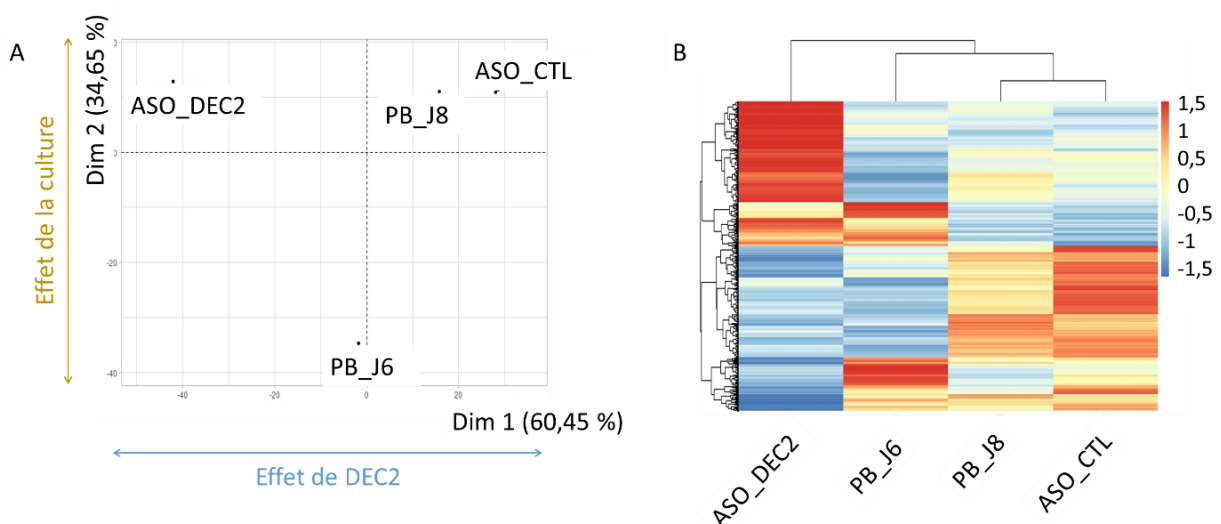 A
Effet de la culture
Dim 2 (34,65 %)
0
-20
-40
ASO_DEC2
PB_J8
ASO_CTL
PB_J6
-40
-20
0
20
Dim 1 (60,45 %)
Effet de DEC2
B
1,5
1
0,5
0
-0,5
-1
-1,5
ASO_DEC2
PB_J6
PB_J8
ASO_CTL